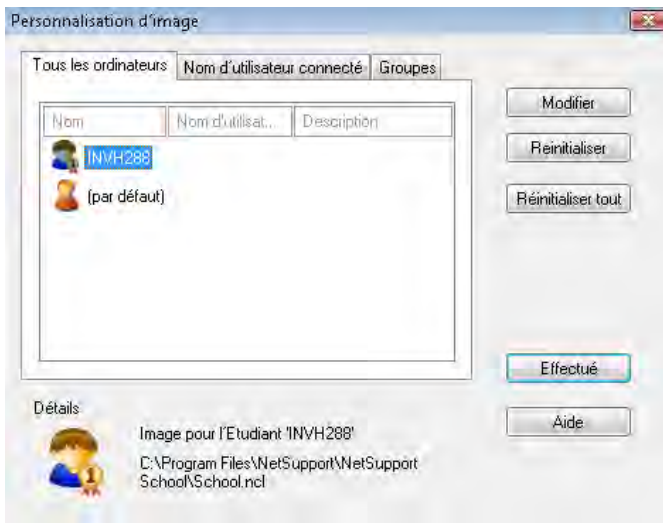 Personnalisation d'image
Tous les ordinateurs
Nom d'utilisateur connecté
Groupes
Nom
Nom d'utilisat...
Description
INVH288
(par défaut)
Modifier
Reinitialiser
Réinitialiser tout
Effectué
Aide
Détails
Image pour l'Etudiant 'INVH288'
C:\Program Files\NetSupport\NetSupport
School\School.ncl